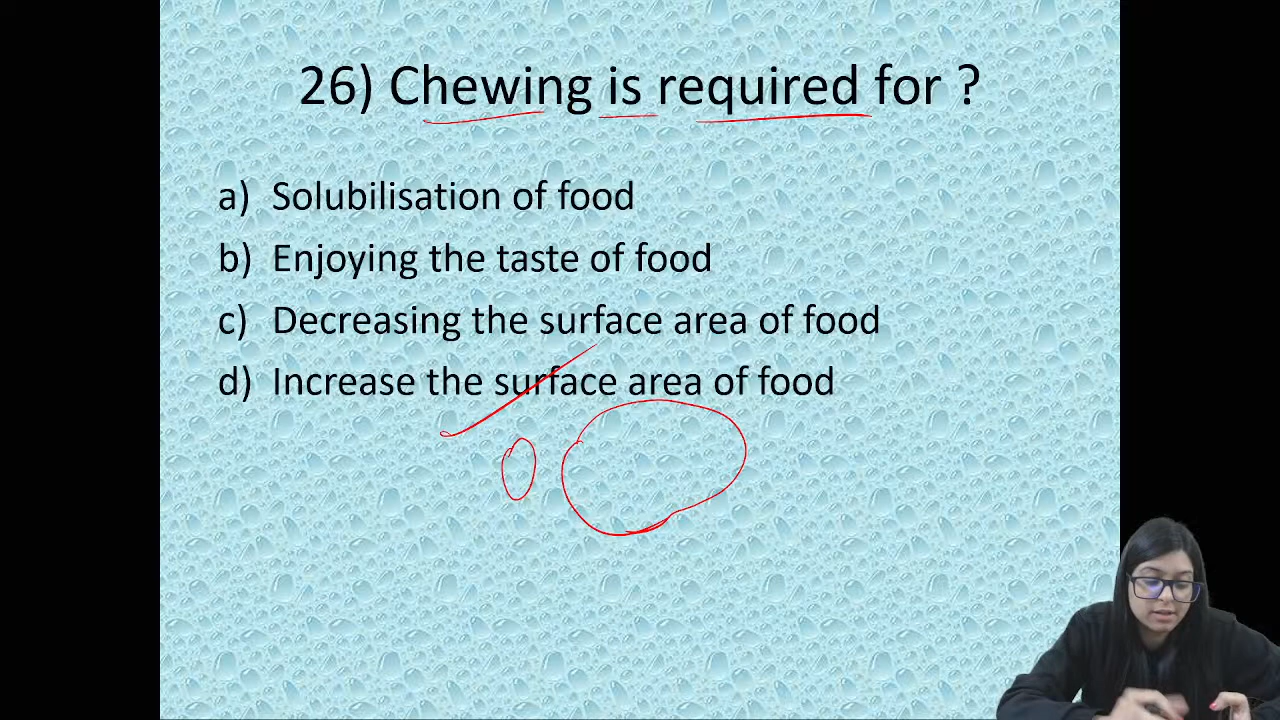 26) Chewing is required for ?
a) Solubilisation of food
b) Enjoying the taste of food
c) Decreasing the surface area of food
d) Increase the surface area of food